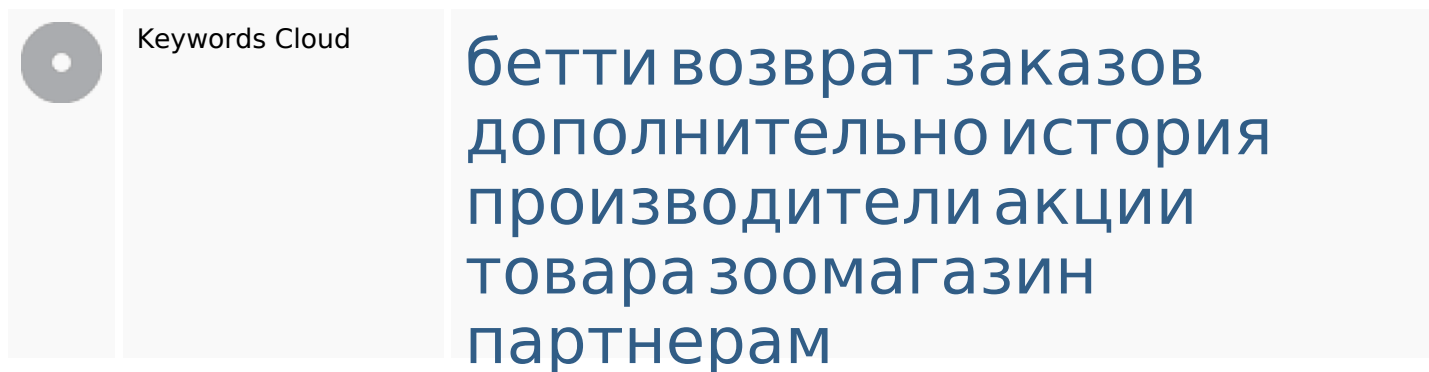 Keywords Cloud
бетти возврат заказов
дополнительно история
производители акции
товара зоомагазин
партнерам